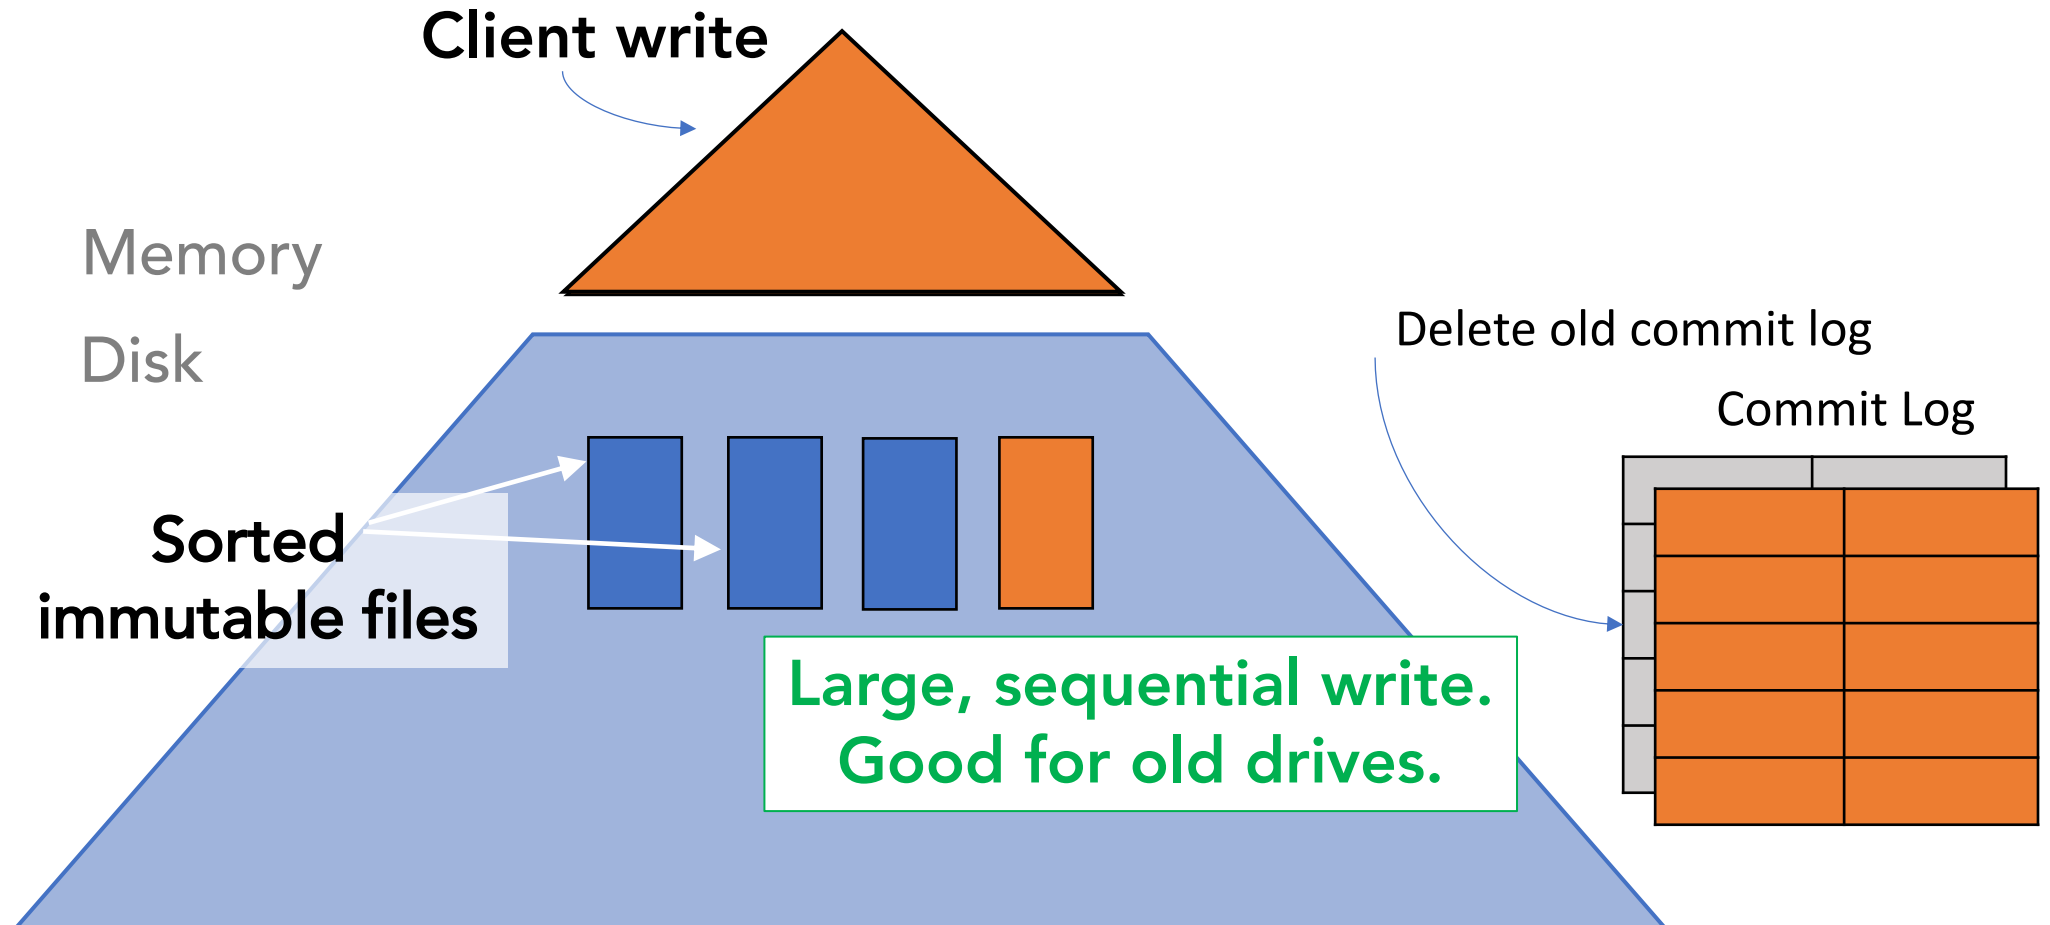 Client write
Memory
Disk
Delete old commit log
Commit Log
Sorted
immutable files
Large, sequential write.
Good for old drives.